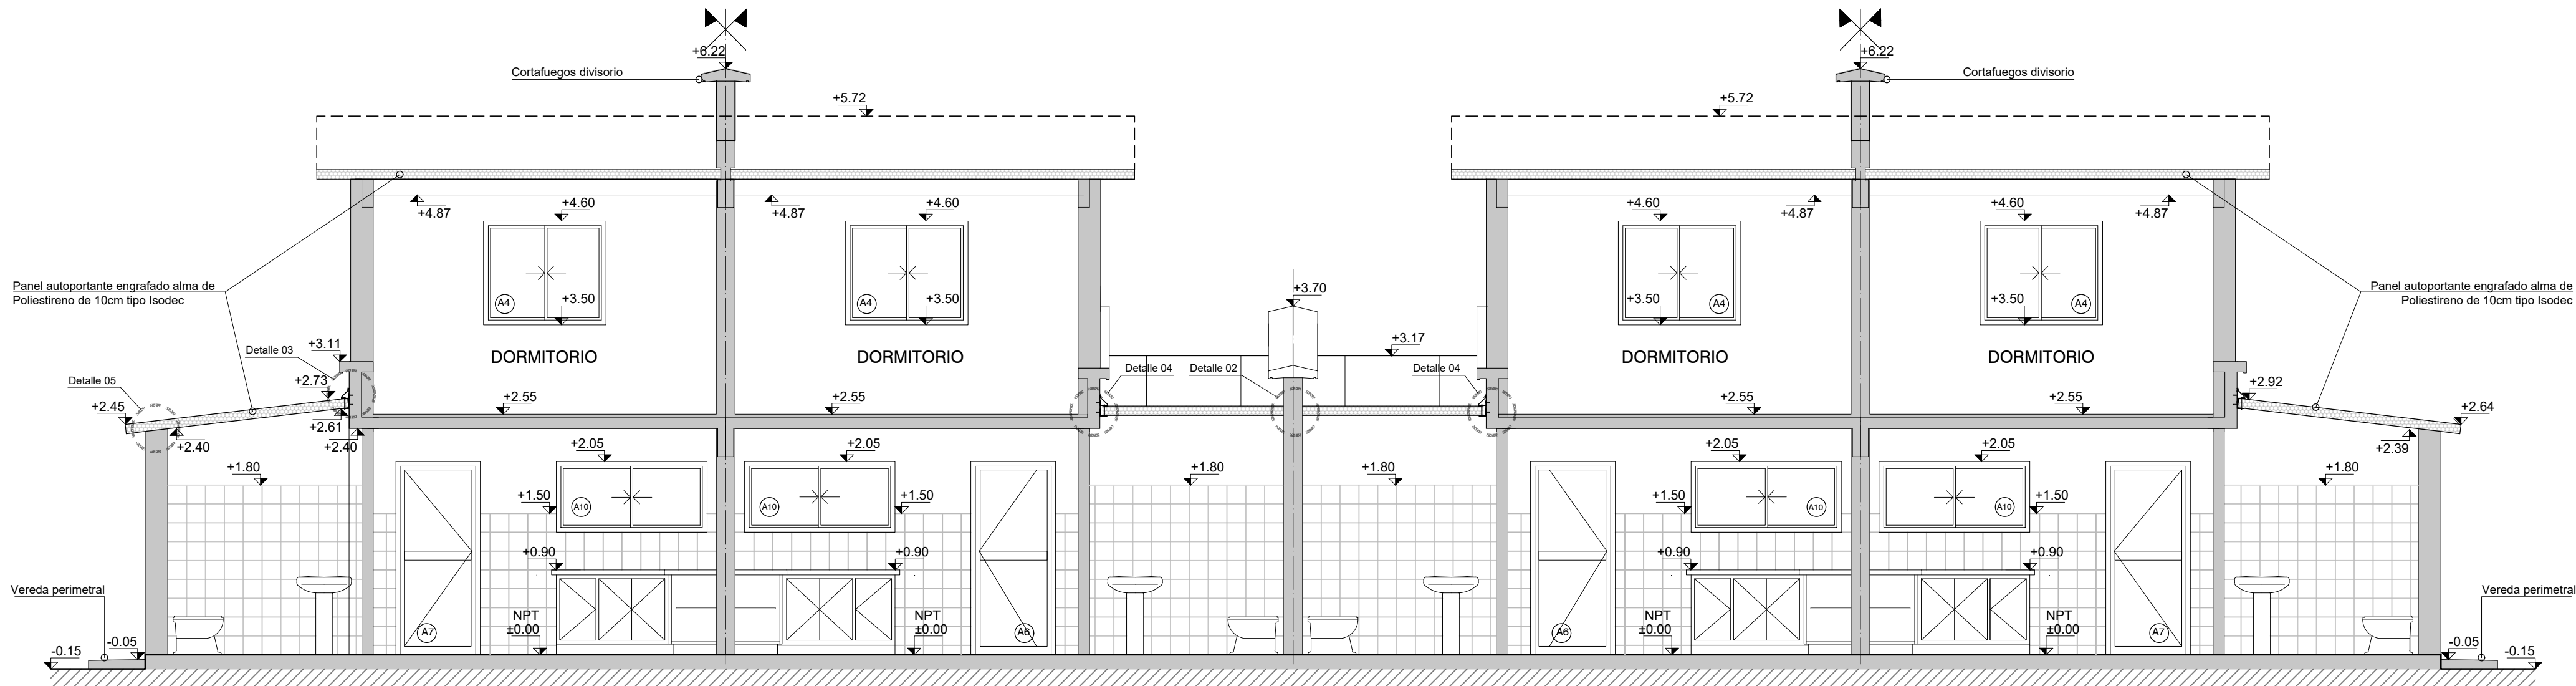 +6.22
+6.22
Cortafuegos divisorio
Cortafuegos divisorio
+5.72
+5.72
+4.87
+4.60
+4.87
+4.60
+4.60
+4.87
+4.60
+4.87
Panel autoportante engrafado alma de
Poliestireno de 10cm tipo Isodec
A4
+3.50
A4
+3.50
+3.70
+3.50
A4
+3.50
A4
Panel autoportante engrafado alma de
Poliestireno de 10cm tipo Isodec
+3.11
Detalle 03
DORMITORIO
DORMITORIO
+3.17
DORMITORIO
DORMITORIO
Detalle 05
+2.73
Detalle 04
Detalle 02
Detalle 04
+2.92
+2.45
+2.55
+2.55
+2.55
+2.55
+2.64
+2.61
+2.40
+2.40
+2.05
+2.05
+2.05
+2.05
+2.39
+1.80
+1.80
+1.80
+1.80
+1.50
A10
A10
+1.50
+1.50
A10
A10
+1.50
+0.90
+0.90
+0.90
+0.90
Vereda perimetral
Vereda perimetral
NPT
±0.00
NPT
±0.00
NPT
±0.00
NPT
±0.00
A7
A6
A6
A7
-0.15
-0.05
-0.05
-0.15